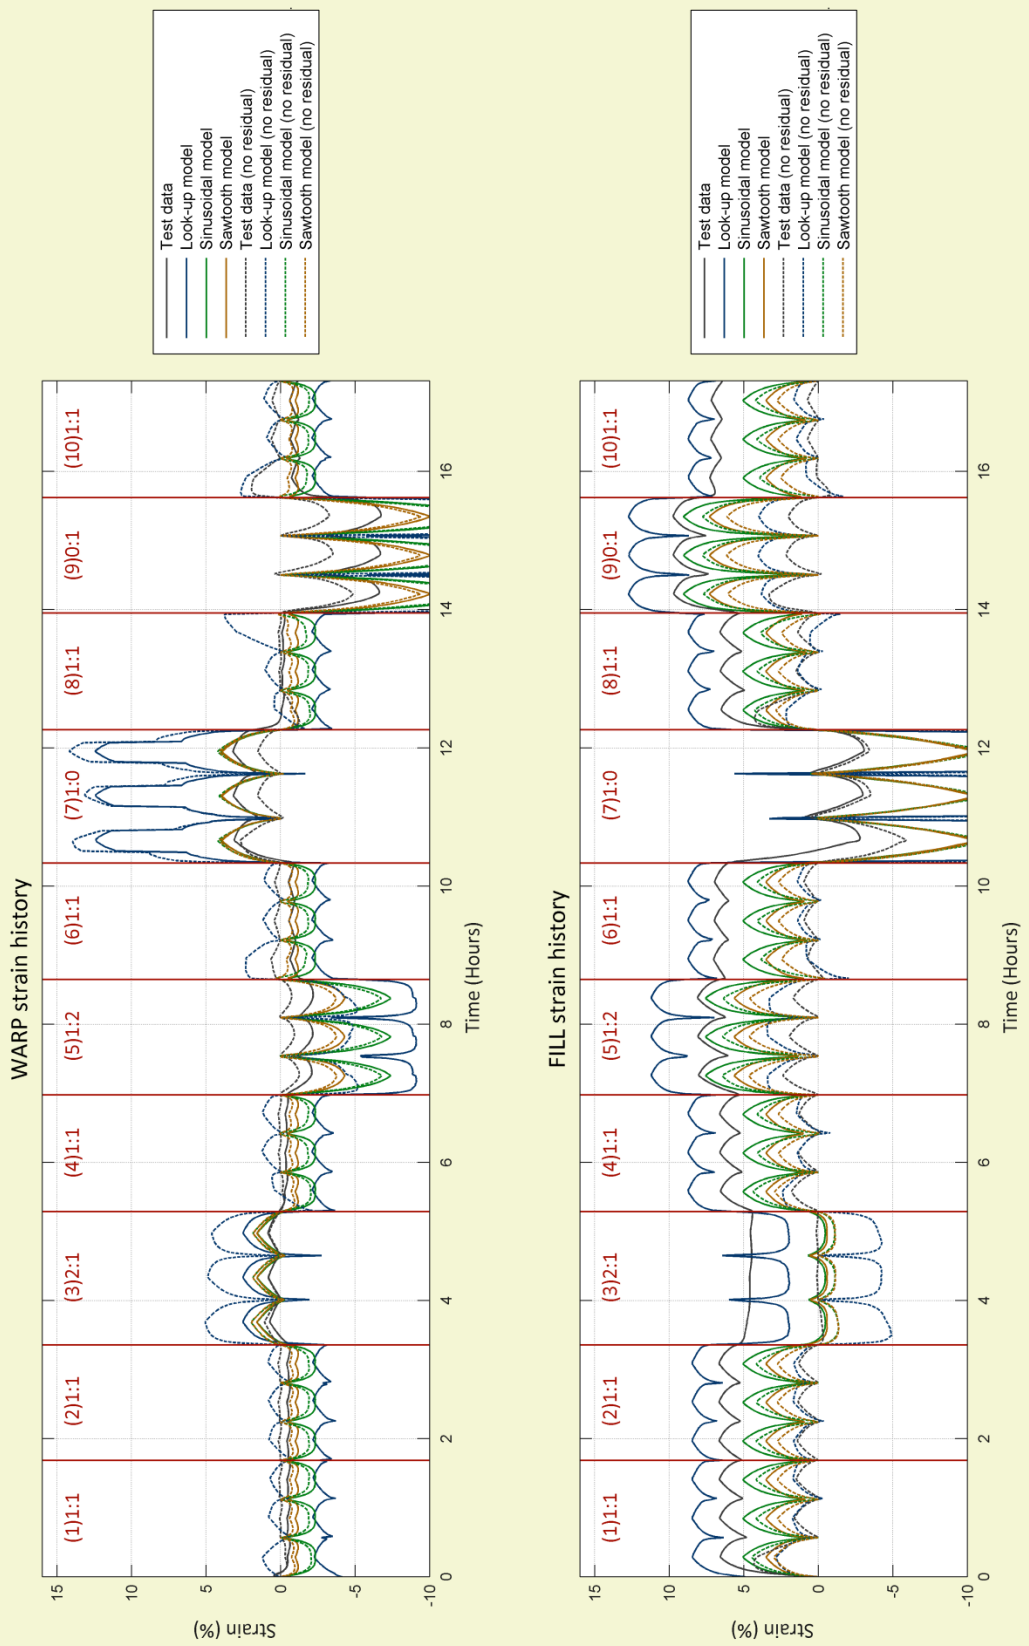 WARP strain history
(1)1:1
(2)1:1
(3)2:1
(4)1:1
(5)1:2
(6)1:1
(7)1:0
(8)1:1
(9)0:1
(10)1:1
15
10
5
0
-5
-10
Strain (%)
0
2
4
6
8
10
12
14
16
Time (Hours)
Test data
Look-up model
Sinusoidal model
Sawtooth model
Test data (no residual)
Look-up model (no residual)
Sinusoidal model (no residual)
Sawtooth model (no residual)
FILL strain history
(1)1:1
(2)1:1
(3)2:1
(4)1:1
(5)1:2
(6)1:1
(7)1:0
(8)1:1
(9)0:1
(10)1:1
15
10
5
0
-5
-10
Strain (%)
0
2
4
6
8
10
12
14
16
Time (Hours)
Test data
Look-up model
Sinusoidal model
Sawtooth model
Test data (no residual)
Look-up model (no residual)
Sinusoidal model (no residual)
Sawtooth model (no residual)